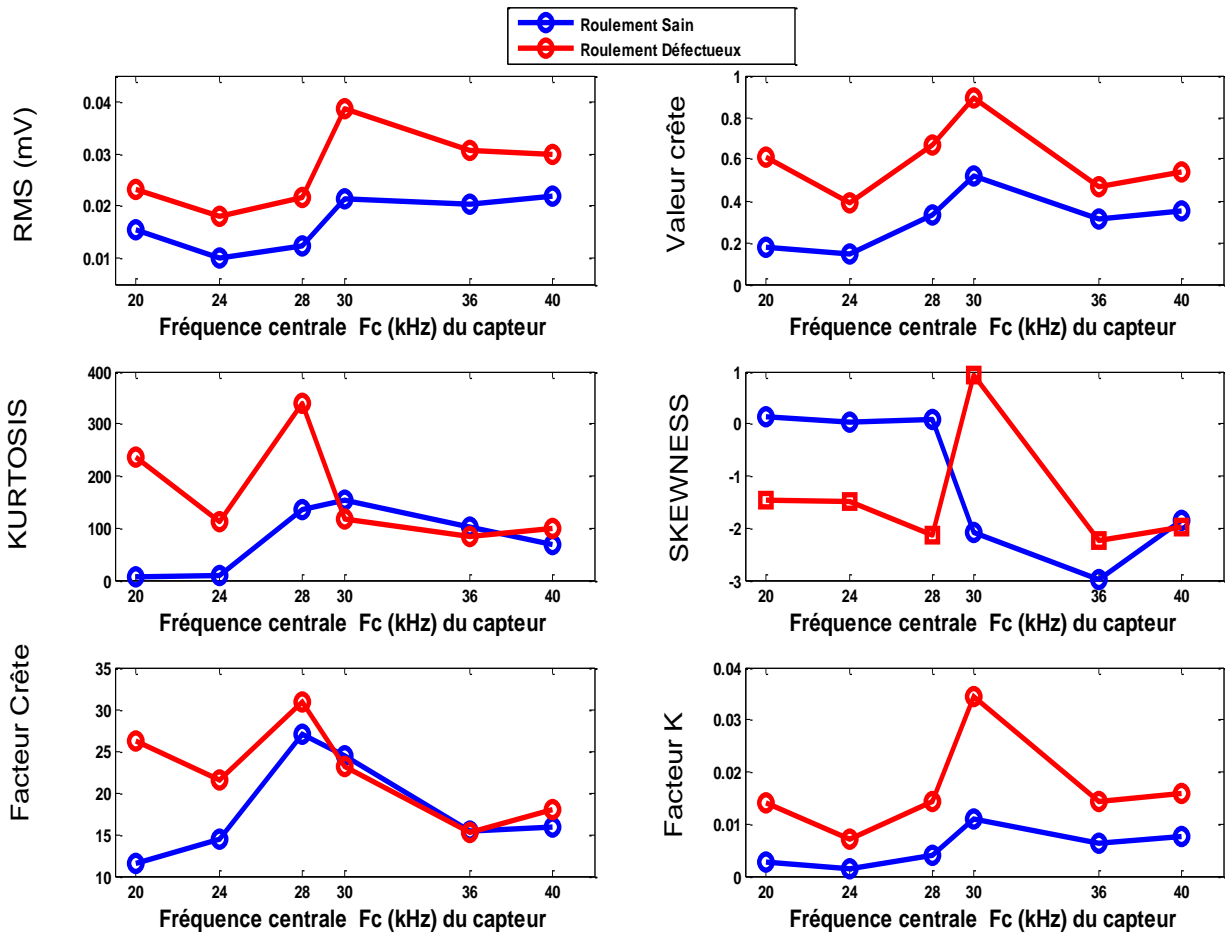 Roulement Sain
Roulement Défectueux
RMS (mV)
0.04
0.03
0.02
0.01
20 24 28 30 36 40
Fréquence centrale Fc (kHz) du capteur
Valeur crête
1
0.8
0.6
0.4
0.2
0
20 24 28 30 36 40
Fréquence centrale Fc (kHz) du capteur
KURTOSIS
400
300
200
100
0
20 24 28 30 36 40
Fréquence centrale Fc (kHz) du capteur
SKEWNESS
1
0
-1
-2
-3
20 24 28 30 36 40
Fréquence centrale Fc (kHz) du capteur
Facteur Crête
35
30
25
20
15
10
20 24 28 30 36 40
Fréquence centrale Fc (kHz) du capteur
Facteur K
0.04
0.03
0.02
0.01
0
20 24 28 30 36 40
Fréquence centrale Fc (kHz) du capteur